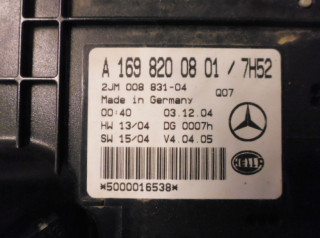 A 169 820 08 01 / 7H52
2JM 008 831-04 Q07
Made in Germany
00:40 03.12.04
HW 13/04 DG 0007h
SW 15/04 V4.04.05
HELLA
*5000016538*